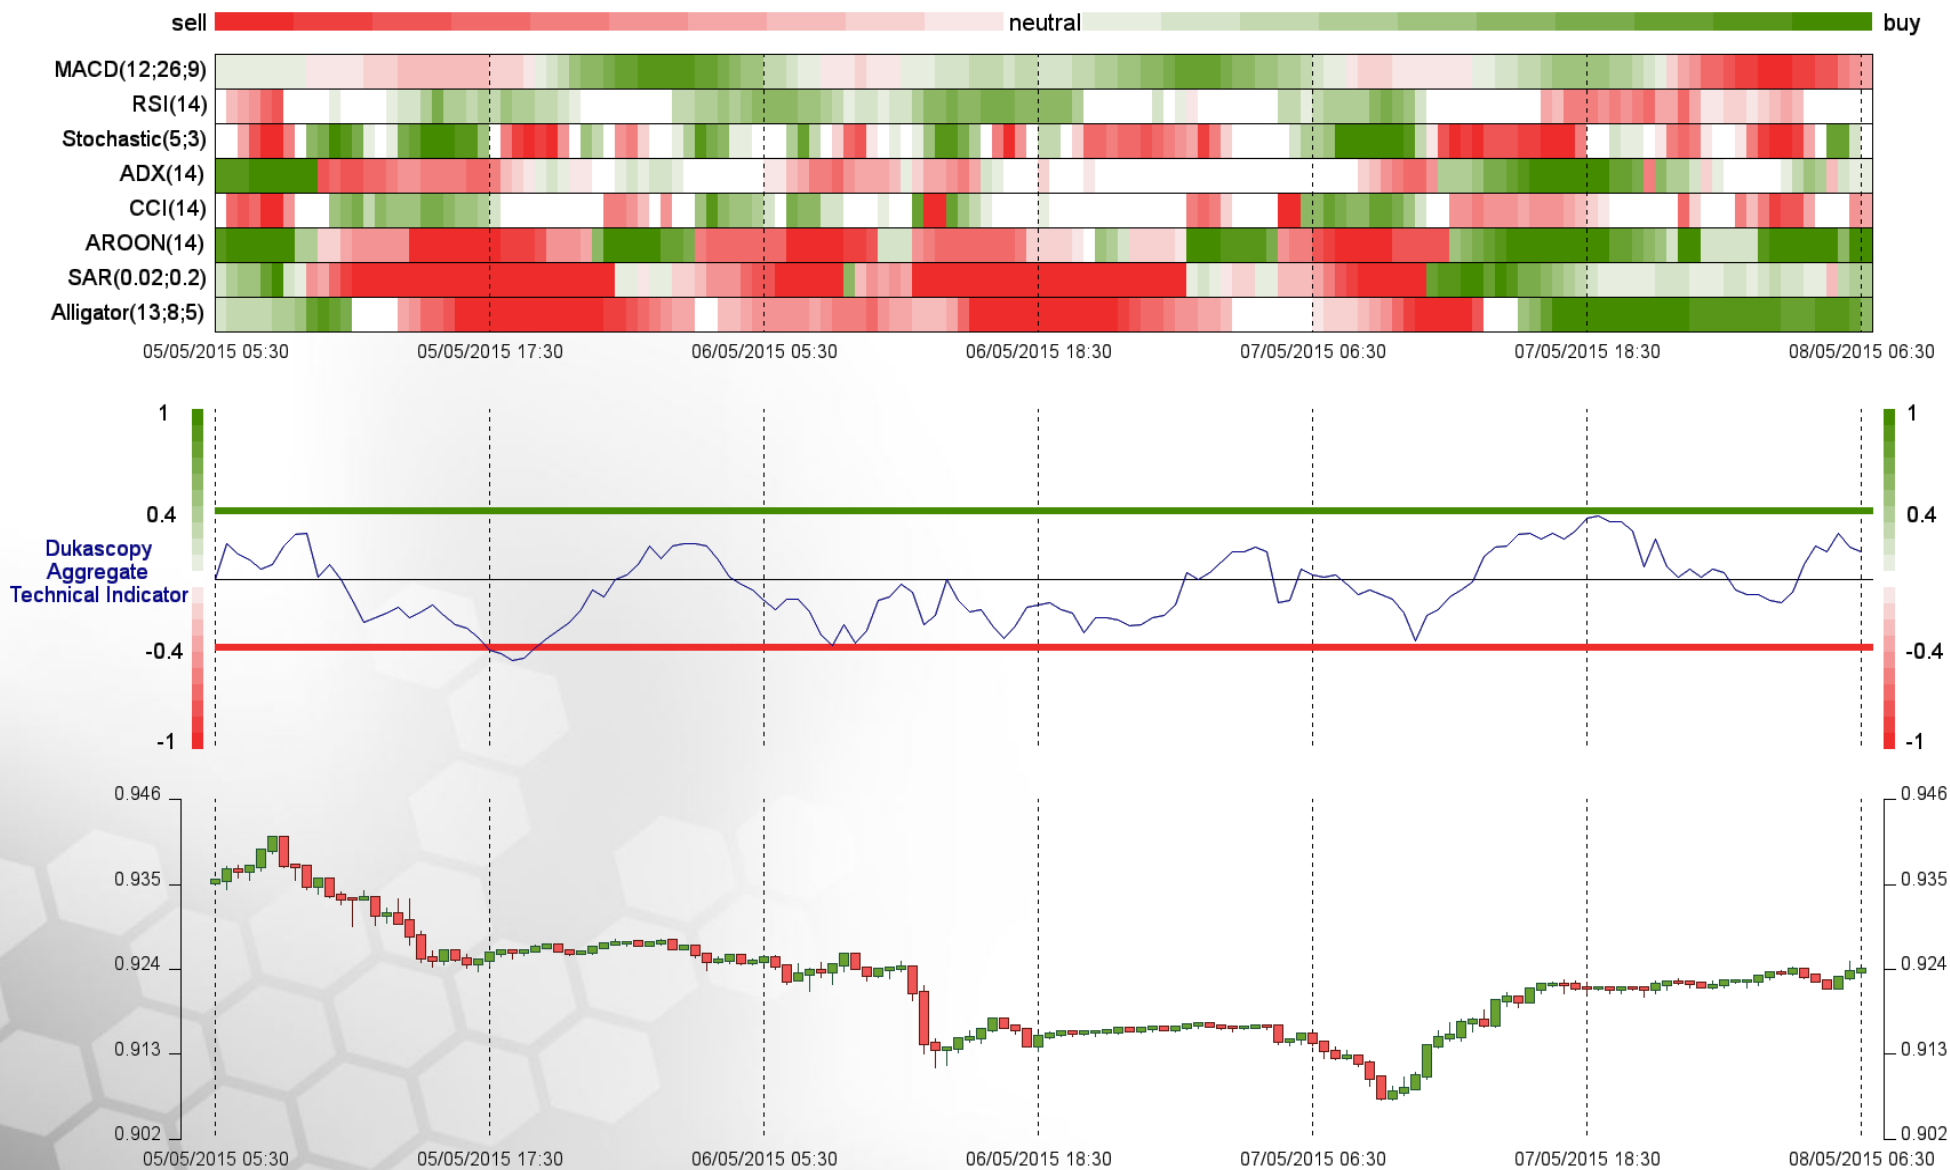 sell neutral buy
MACD(12;26;9)
RSI(14)
Stochastic(5;3)
ADX(14)
CCI(14)
AROON(14)
SAR(0.02;0.2)
Alligator(13;8;5)
05/05/2015 05:30 05/05/2015 17:30 06/05/2015 05:30 06/05/2015 18:30 07/05/2015 06:30 07/05/2015 18:30 08/05/2015 06:30
1 1
0.4 0.4
Dukascopy
Aggregate
Technical Indicator
-0.4 -0.4
-1 -1
0.946 0.946
0.935 0.935
0.924 0.924
0.913 0.913
0.902 0.902
05/05/2015 05:30 05/05/2015 17:30 06/05/2015 05:30 06/05/2015 18:30 07/05/2015 06:30 07/05/2015 18:30 08/05/2015 06:30